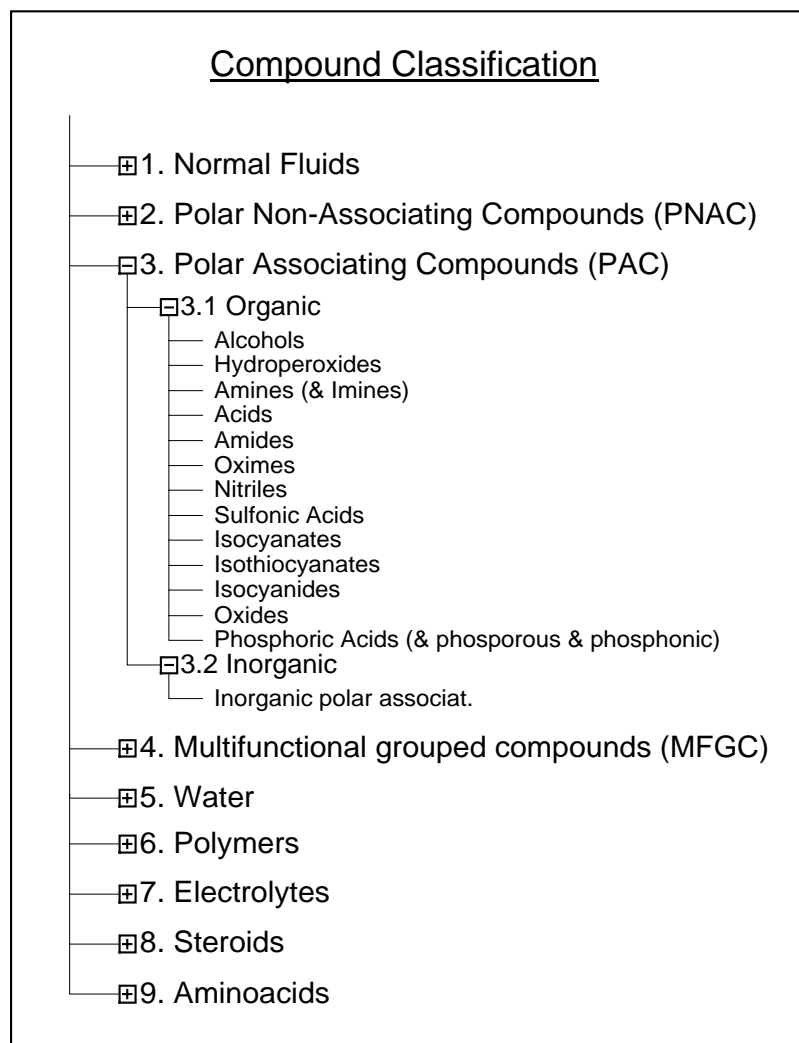 Compound Classification
1. Normal Fluids
2. Polar Non-Associating Compounds (PNAC)
3. Polar Associating Compounds (PAC)
3.1 Organic
Alcohols
Hydroperoxides
Amines (& Imines)
Acids
Amides
Oximes
Nitriles
Sulfonic Acids
Isocyanates
Isothiocyanates
Isocyanides
Oxides
Phosphoric Acids (& phosporous & phosphonic)
3.2 Inorganic
Inorganic polar associat.
4. Multifunctional grouped compounds (MFGC)
5. Water
6. Polymers
7. Electrolytes
8. Steroids
9. Aminoacids